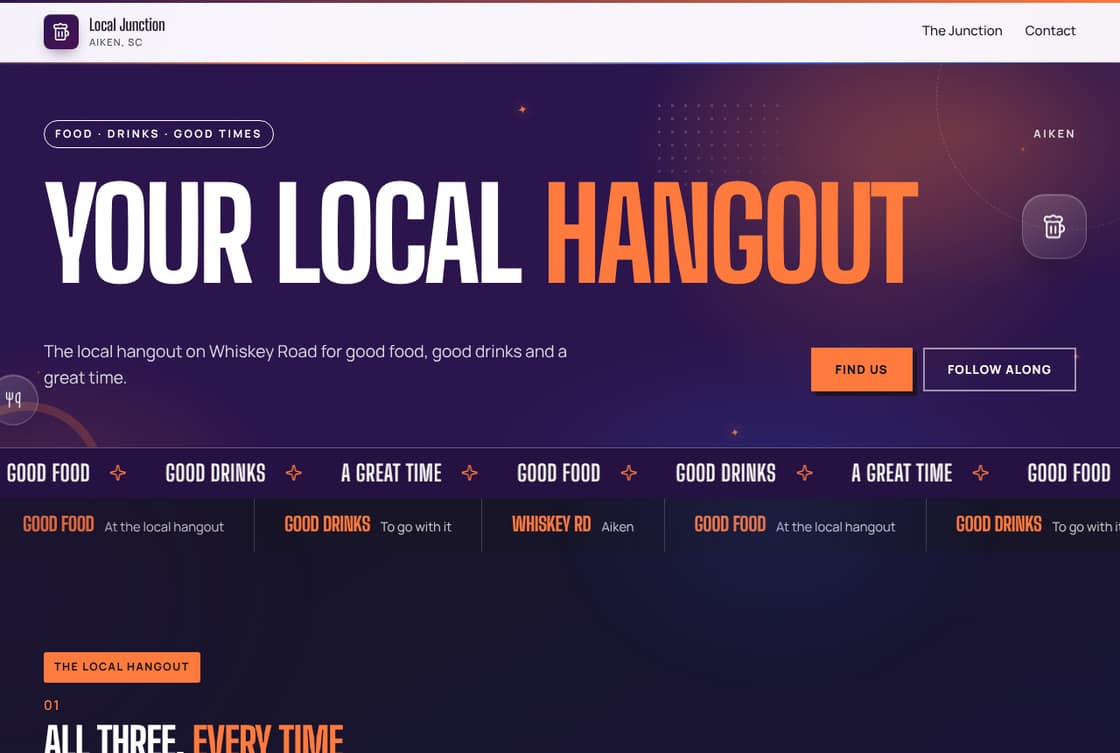 Local Junction
AIKEN, SC
The Junction Contact
FOOD · DRINKS · GOOD TIMES
AIKEN
YOUR LOCAL HANGOUT
The local hangout on Whiskey Road for good food, good drinks and a
great time.
FIND US FOLLOW ALONG
GOOD FOOD GOOD DRINKS A GREAT TIME GOOD FOOD GOOD DRINKS A GREAT TIME GOOD FOOD
GOOD FOOD At the local hangout GOOD DRINKS To go with it WHISKEY RD Aiken GOOD FOOD At the local hangout GOOD DRINKS To go with it
THE LOCAL HANGOUT
01
ALL THREE, EVERY TIME